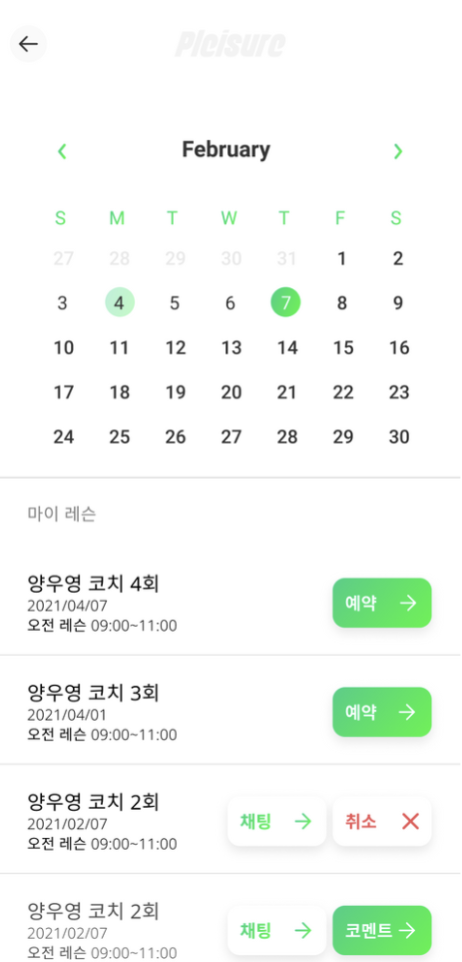 Pleisure
February
S M T W T F S
27 28 29 30 31 1 2
3 4 5 6 7 8 9
10 11 12 13 14 15 16
17 18 19 20 21 22 23
24 25 26 27 28 29 30
마이 레슨
양우영 코치 4회
2021/04/07
오전 레슨 09:00~11:00
예약
양우영 코치 3회
2021/04/01
오전 레슨 09:00~11:00
예약
양우영 코치 2회
2021/02/07
오전 레슨 09:00~11:00
채팅
취소
양우영 코치 2회
2021/02/07
오전 레슨 09:00~11:00
채팅
코멘트